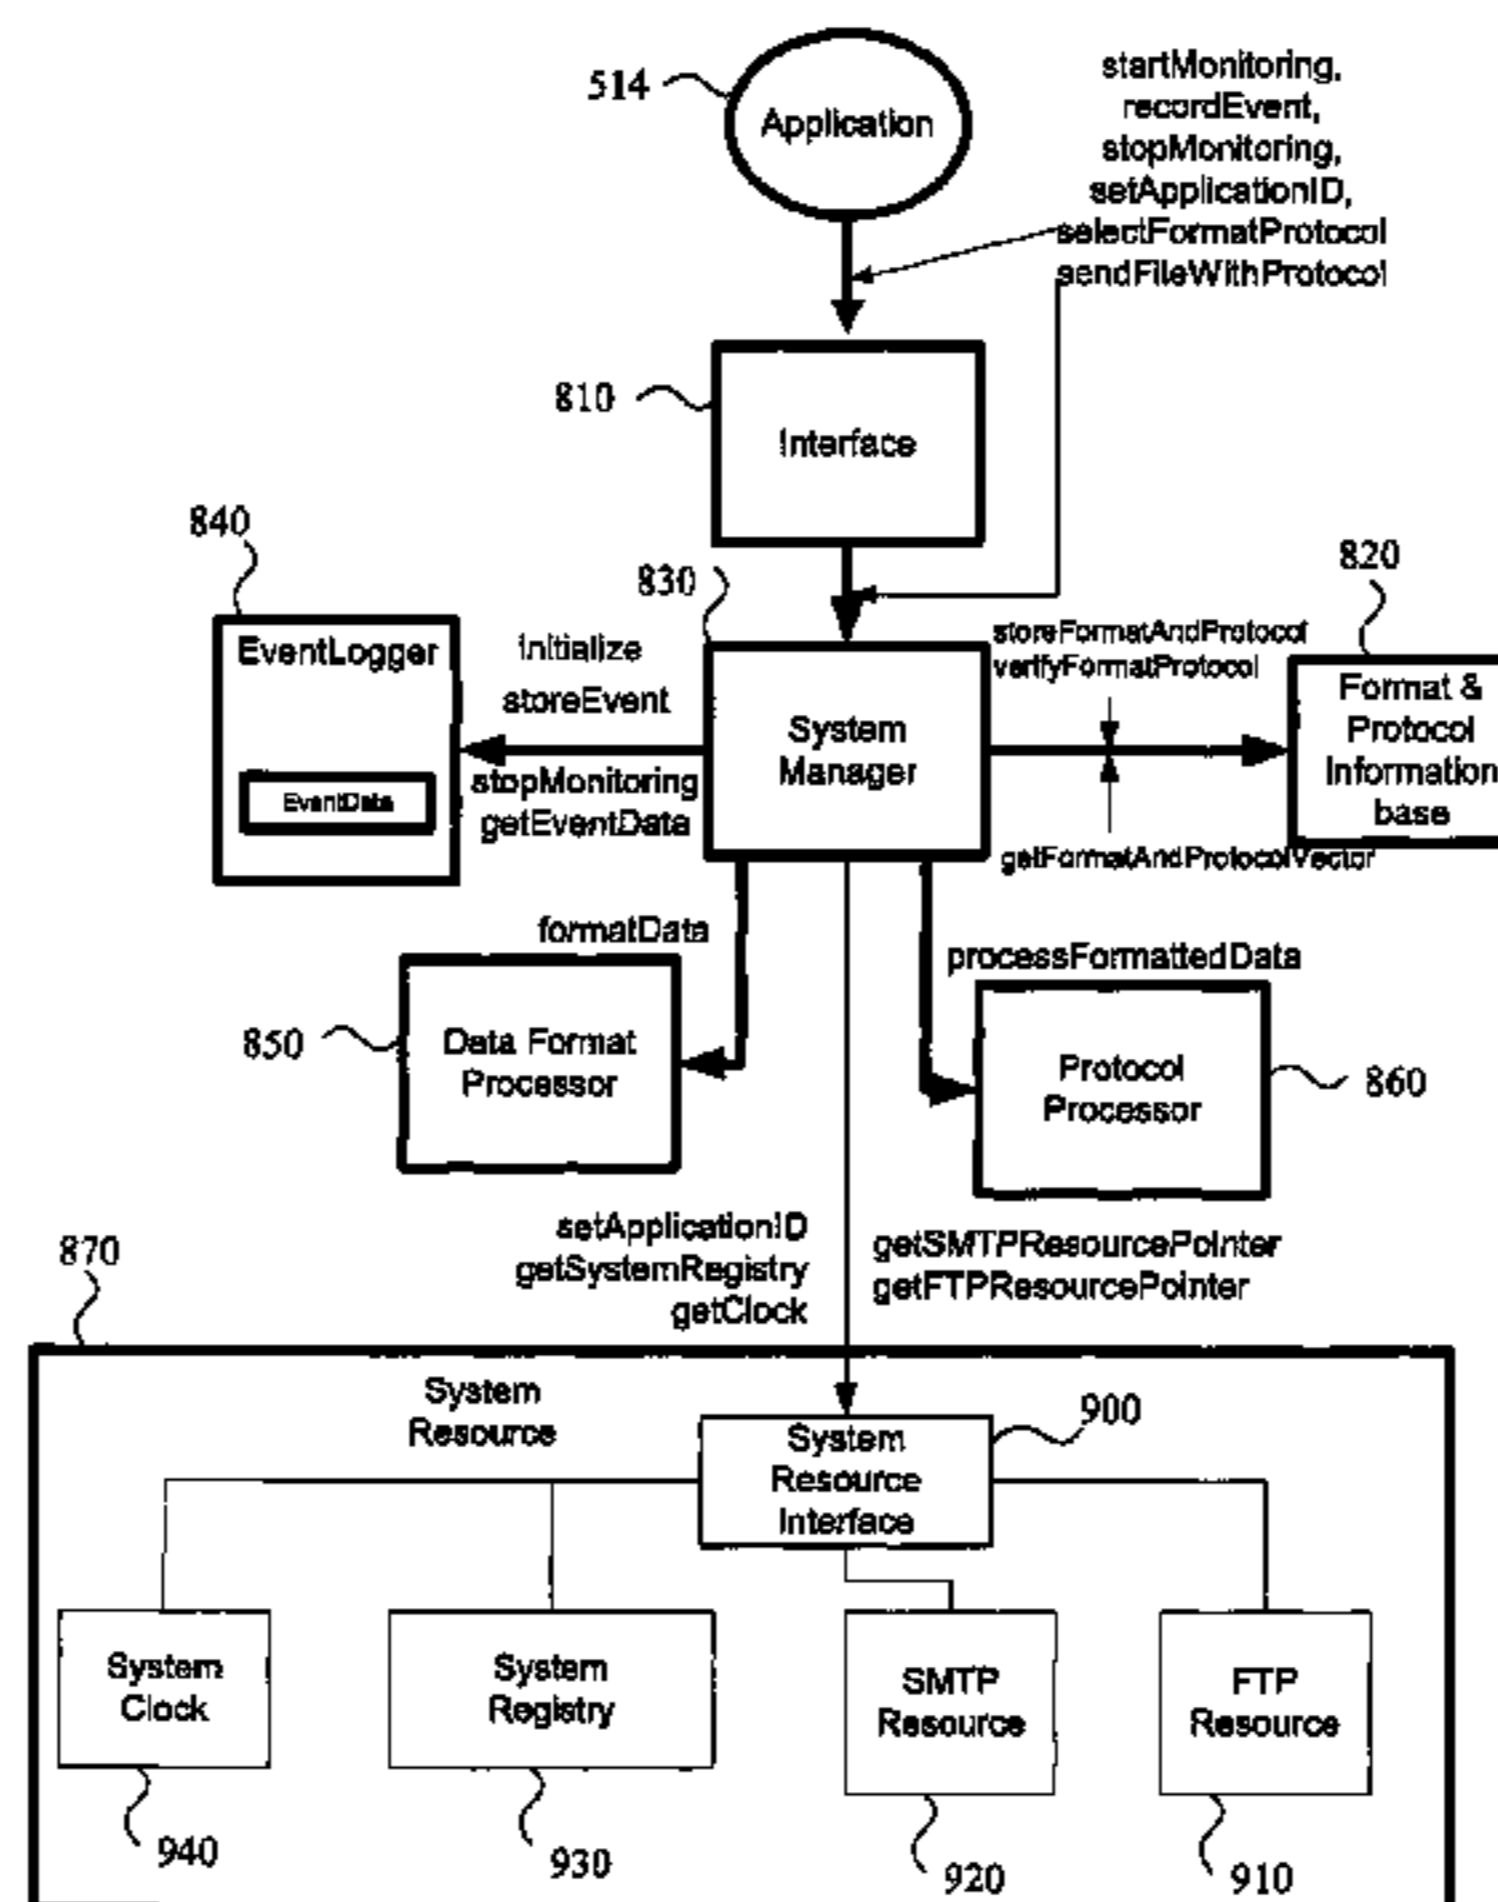 514
Application
startMonitoring,
recordEvent,
stopMonitoring,
setApplicationID,
selectFormatProtocol
sendFileWithProtocol
810
Interface
840
830
820
EventLogger
EventData
initialize
storeEvent
stopMonitoring
getEventData
System
Manager
storeFormatAndProtocol
verifyFormatProtocol
getFormatAndProtocolVector
Format &
Protocol
Information
base
formatData
850
Data Format
Processor
processFormattedData
Protocol
Processor
860
setApplicationID
getSystemRegistry
getClock
getSMTPResourcePointer
getFTPResourcePointer
870
System
Resource
System
Resource
Interface
900
System
Clock
System
Registry
SMTP
Resource
FTP
Resource
940
930
920
910